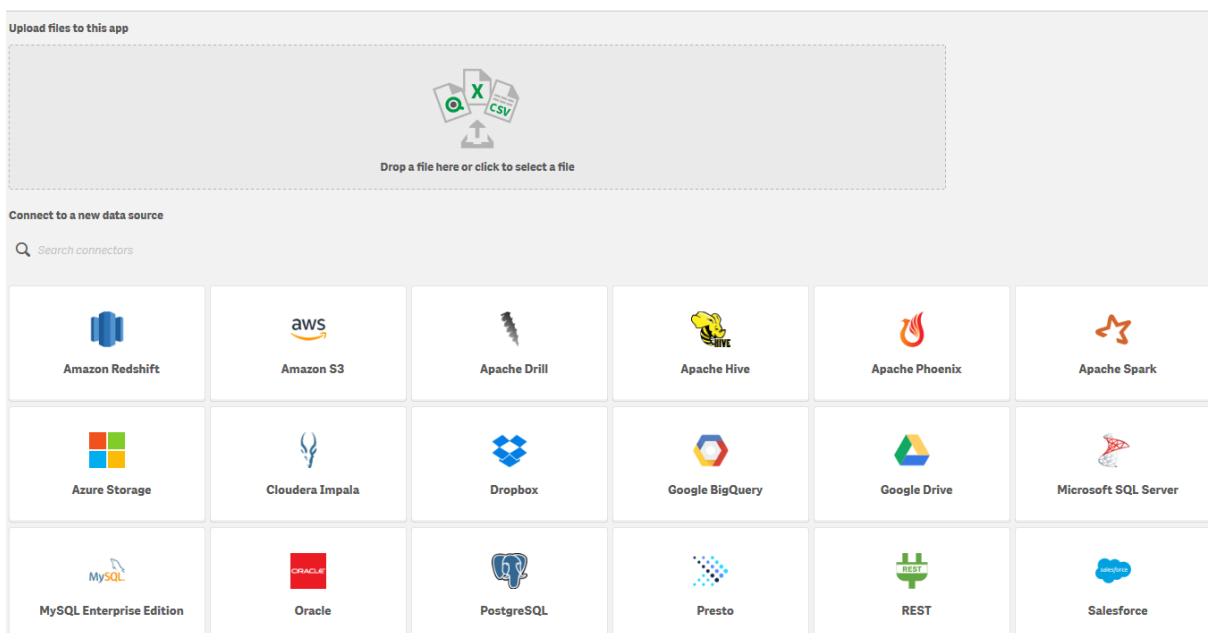 Upload files to this app
X
CSV
Drop a file here or click to select a file
Connect to a new data source
Search connectors
aws
HIVE
Amazon Redshift
Amazon S3
Apache Drill
Apache Hive
Apache Phoenix
Apache Spark
Azure Storage
Cloudera Impala
Dropbox
Google BigQuery
Google Drive
Microsoft SQL Server
MySQL
ORACLE
REST
salesforce
MySQL Enterprise Edition
Oracle
PostgreSQL
Presto
REST
Salesforce